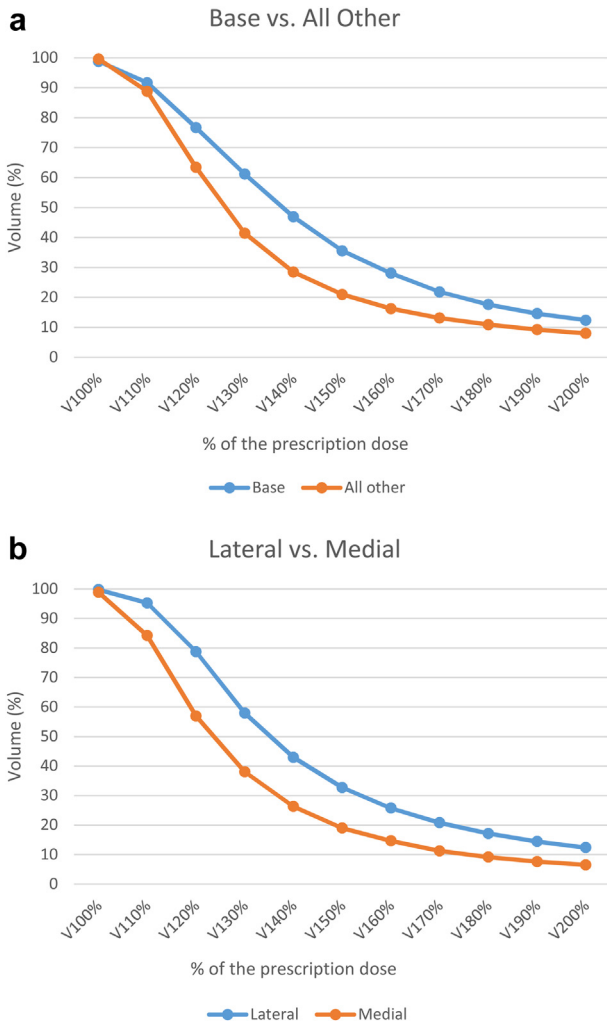 a
Base vs. All Other
Volume (%)
100
90
80
70
60
50
40
30
20
10
0
V100%
V110%
V120%
V130%
V140%
V150%
V160%
V170%
V180%
V190%
V200%
% of the prescription dose
Base All other
b
Lateral vs. Medial
Volume (%)
100
90
80
70
60
50
40
30
20
10
0
V100%
V110%
V120%
V130%
V140%
V150%
V160%
V170%
V180%
V190%
V200%
% of the prescription dose
Lateral Medial